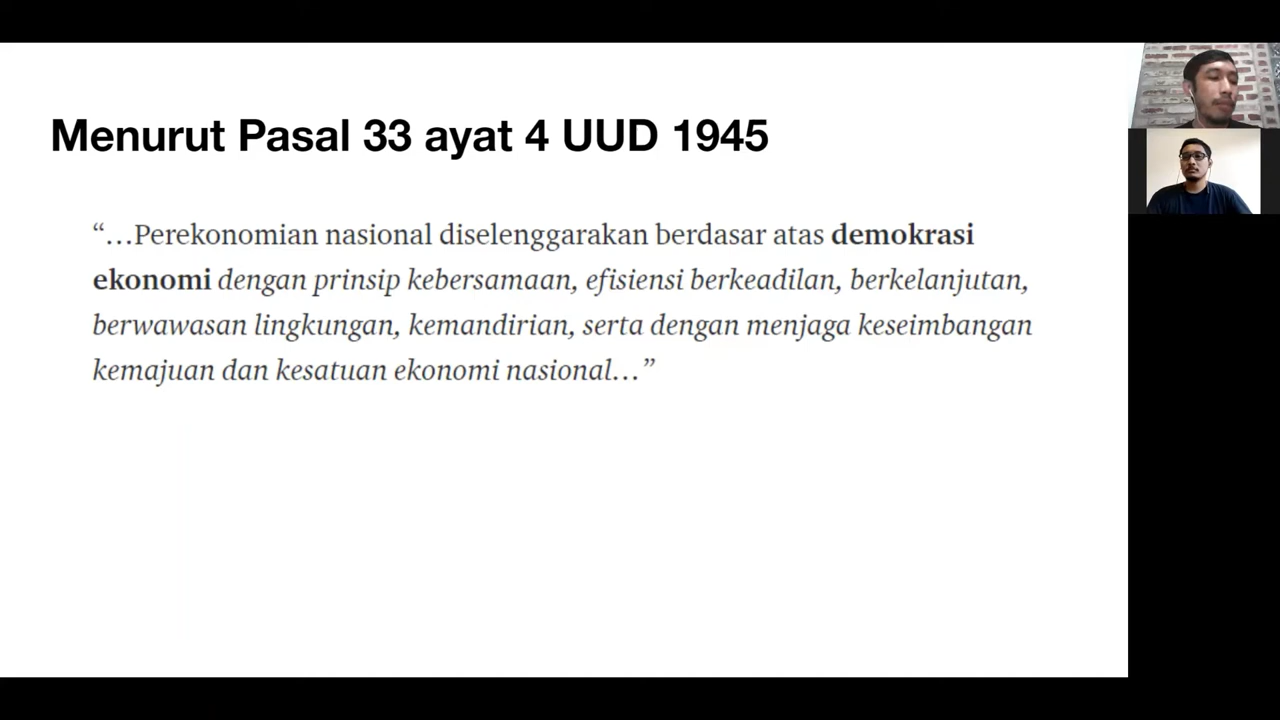 Menurut Pasal 33 ayat 4 UUD 1945
“…Perekonomian nasional diselenggarakan berdasar atas demokrasi
ekonomi dengan prinsip kebersamaan, efisiensi berkeadilan, berkelanjutan,
berwawasan lingkungan, kemandirian, serta dengan menjaga keseimbangan
kemajuan dan kesatuan ekonomi nasional…”